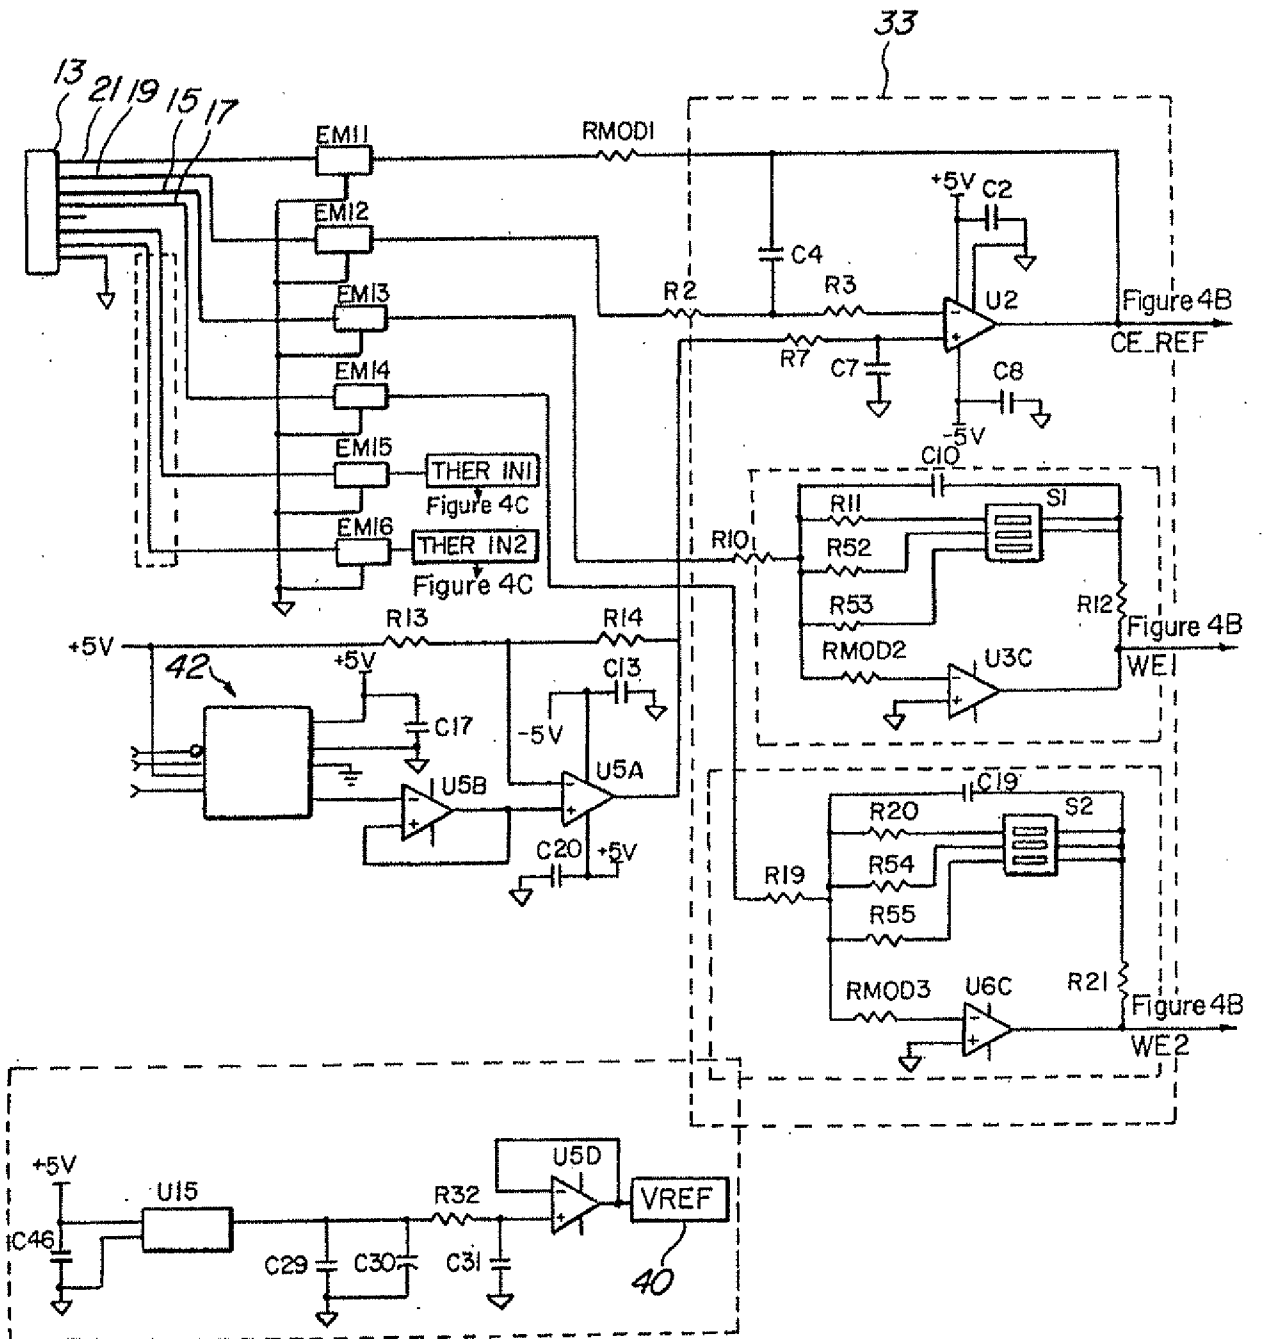 33
13
21 19 15 17
EMI1
RMOD1
+5V
C2
EMI2
C4
R2
R3
U2
Figure 4B
CE_REF
EMI3
R7
C7
C8
-5V
EMI4
C10
EMI5
THER IN1
Figure 4C
R11
S1
EMI6
THER IN2
Figure 4C
R10
R52
R53
R12
Figure 4B
WE1
R13
R14
+5V
RMOD2
U3C
42
+5V
C13
C17
-5V
U5A
U5B
C20
+5V
C19
R20
S2
R19
R54
R55
RMOD3
U6C
R21
Figure 4B
WE2
+5V
U15
U5D
R32
VREF
C46
C29
C30
C31
40